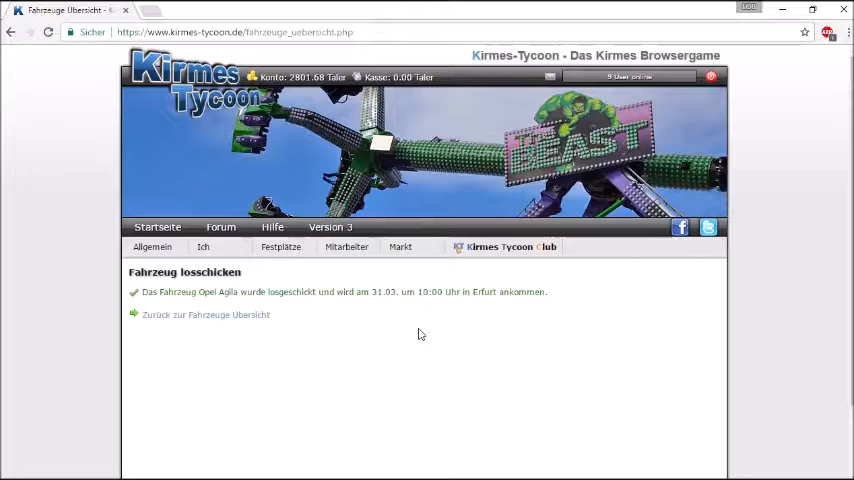 Fahrzeuge Übersicht - K
Sicher
https://www.kirmes-tycoon.de/fahrzeuge_uebersicht.php
Kirmes-Tycoon - Das Kirmes Browsergame
Kirmes
Tycoon
Konto: 2801.68 Taler
Kasse: 0.00 Taler
9 User online
THE
BEAST
Startseite
Forum
Hilfe
Version 3
Allgemein
Ich
Festplätze
Mitarbeiter
Markt
Kirmes Tycoon Club
Fahrzeug losschicken
Das Fahrzeug Opel Agila wurde losgeschickt und wird am 31.03. um 10:00 Uhr in Erfurt ankommen.
Zurück zur Fahrzeuge Übersicht